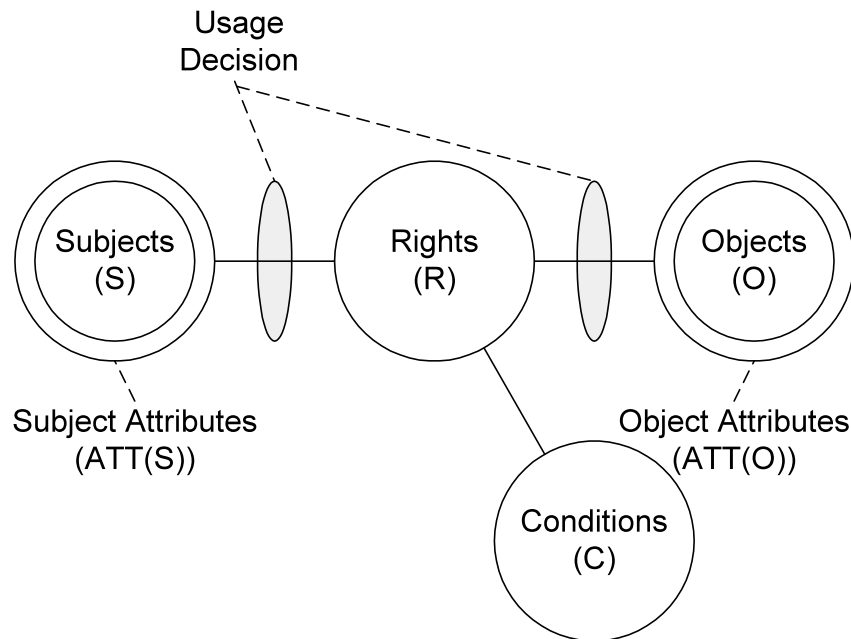 Usage
Decision
Subjects
(S)
Rights
(R)
Objects
(O)
Subject Attributes
(ATT(S))
Object Attributes
(ATT(O))
Conditions
(C)